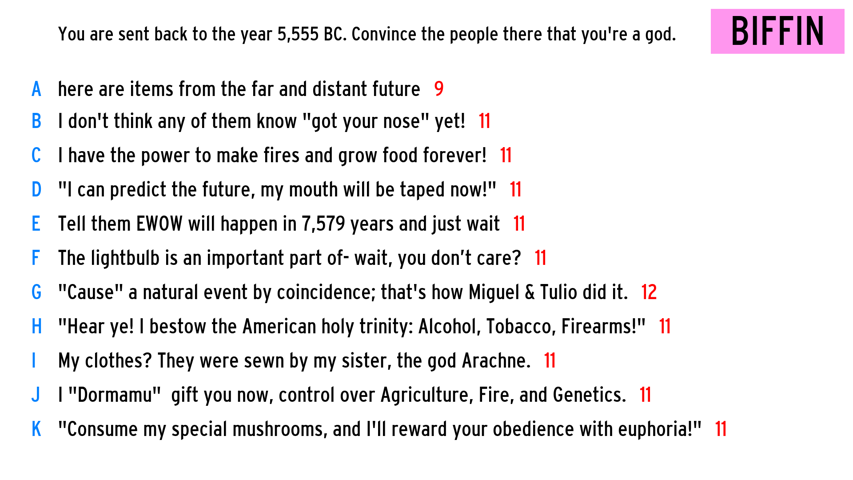 You are sent back to the year 5,555 BC. Convince the people there that you're a god.
BIFFIN
A here are items from the far and distant future 9
B I don't think any of them know "got your nose" yet! 11
C I have the power to make fires and grow food forever! 11
D "I can predict the future, my mouth will be taped now!" 11
E Tell them EWOW will happen in 7,579 years and just wait 11
F The lightbulb is an important part of- wait, you don’t care? 11
G "Cause" a natural event by coincidence; that's how Miguel & Tulio did it. 12
H "Hear ye! I bestow the American holy trinity: Alcohol, Tobacco, Firearms!" 11
I My clothes? They were sewn by my sister, the god Arachne. 11
J I "Dormamu"  gift you now, control over Agriculture, Fire, and Genetics. 11
K "Consume my special mushrooms, and I'll reward your obedience with euphoria!" 11